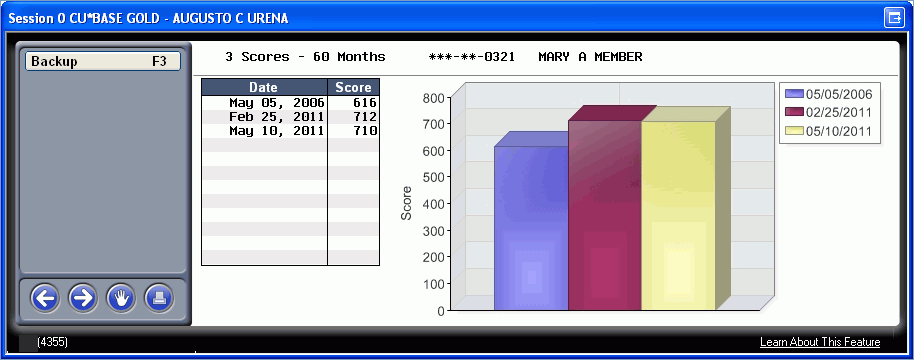 Session 0 CU*BASE GOLD - AUGUSTO C URENA
Backup F3
3 Scores - 60 Months ***-**-0321 MARY A MEMBER
Date Score
May 05, 2006 616
Feb 25, 2011 712
May 10, 2011 710
800
700
600
500
400
300
200
100
0
Score
05/05/2006
02/25/2011
05/10/2011
(4355)
Learn About This Feature